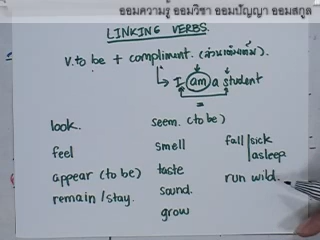 ออมความรู้ ออมวิชา ออมปัญญา ออมสกูล
LINKING VERBS.
v. to be + compliment. (ส่วนเติมเต็ม)
I am a student
=
look. seem. (to be)
feel smell fall sick
asleep
appear (to be) taste run wild.
remain / stay. sound.
grow